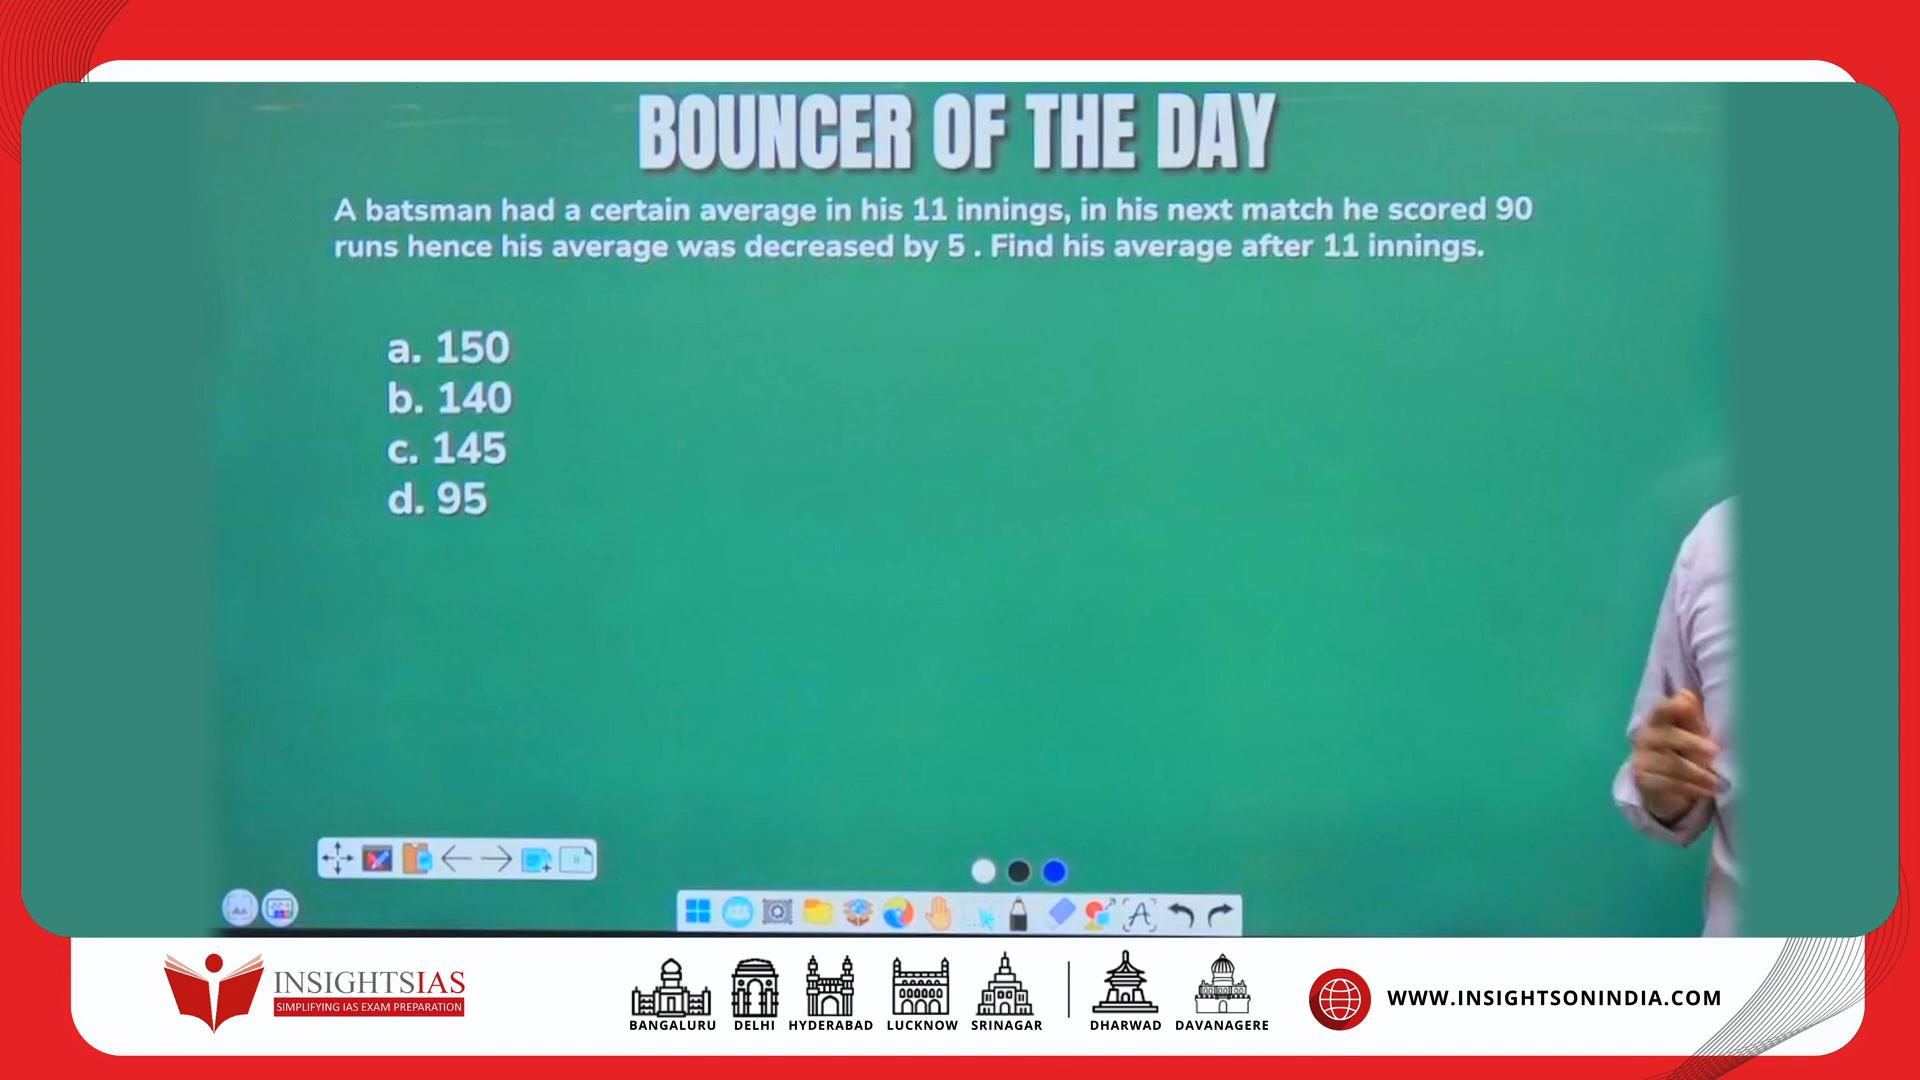 BOUNCER OF THE DAY
A batsman had a certain average in his 11 innings, in his next match he scored 90
runs hence his average was decreased by 5 . Find his average after 11 innings.
a. 150
b. 140
c. 145
d. 95
INSIGHTSIAS
SIMPLIFYING IAS EXAM PREPARATION
BANGALURU DELHI HYDERABAD LUCKNOW SRINAGAR DHARWAD DAVANAGERE
WWW.INSIGHTSONINDIA.COM